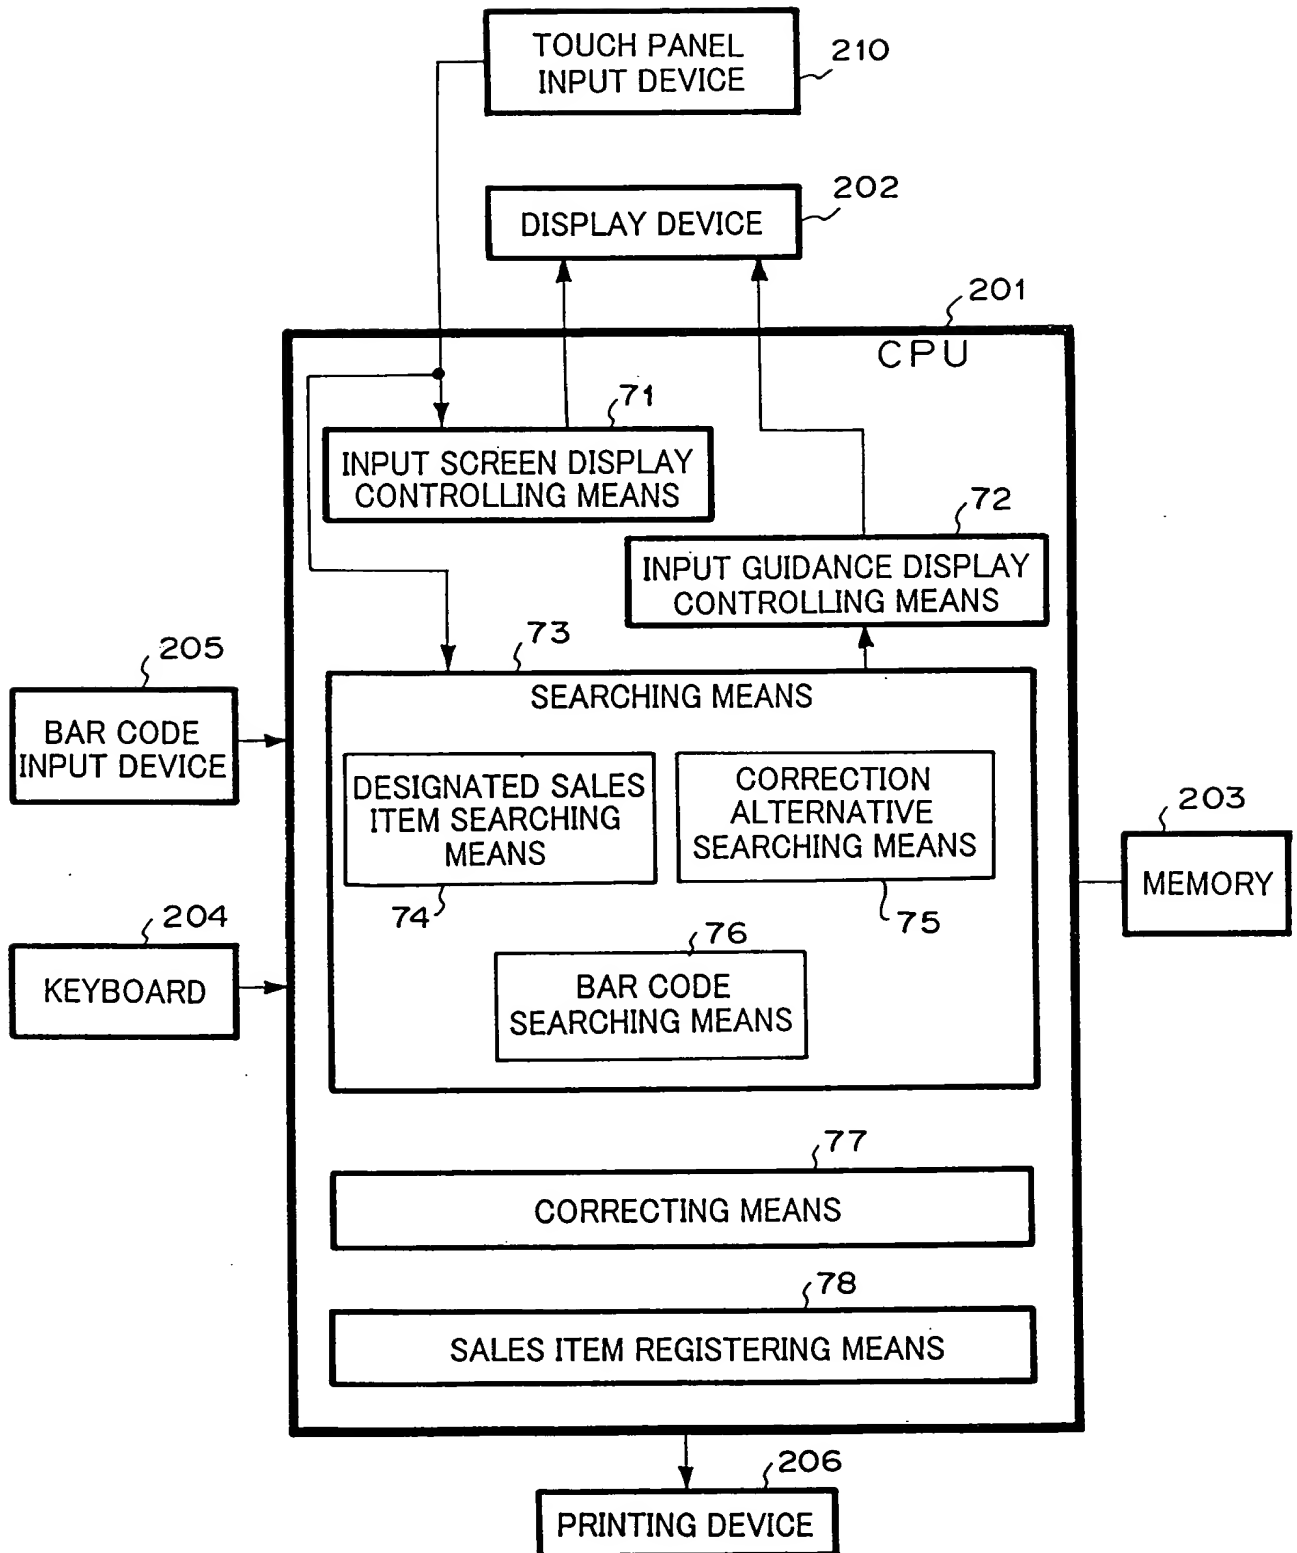 TOUCH PANEL
INPUT DEVICE
210
DISPLAY DEVICE
202
201
CPU
71
INPUT SCREEN DISPLAY
CONTROLLING MEANS
72
INPUT GUIDANCE DISPLAY
CONTROLLING MEANS
205
BAR CODE
INPUT DEVICE
73
SEARCHING MEANS
DESIGNATED SALES
ITEM SEARCHING
MEANS
74
CORRECTION
ALTERNATIVE
SEARCHING MEANS
75
203
MEMORY
204
KEYBOARD
76
BAR CODE
SEARCHING MEANS
77
CORRECTING MEANS
78
SALES ITEM REGISTERING MEANS
206
PRINTING DEVICE